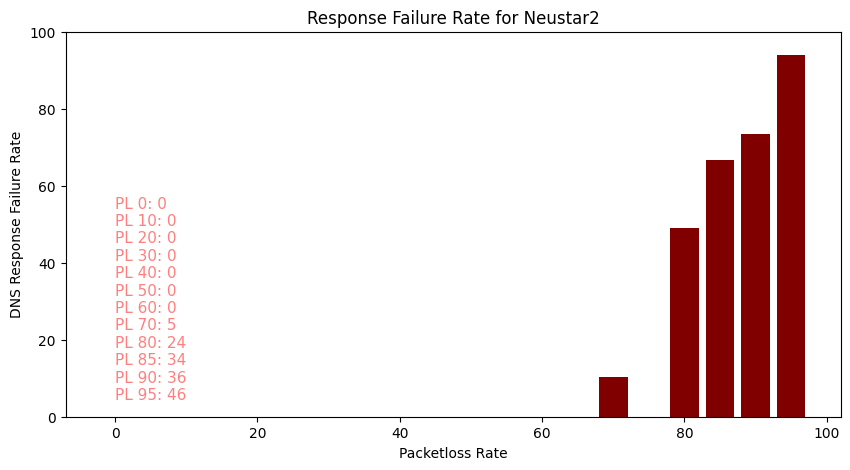 Response Failure Rate for Neustar2
DNS Response Failure Rate
100
80
60
40
20
0
PL 0: 0
PL 10: 0
PL 20: 0
PL 30: 0
PL 40: 0
PL 50: 0
PL 60: 0
PL 70: 5
PL 80: 24
PL 85: 34
PL 90: 36
PL 95: 46
0 20 40 60 80 100
Packetloss Rate